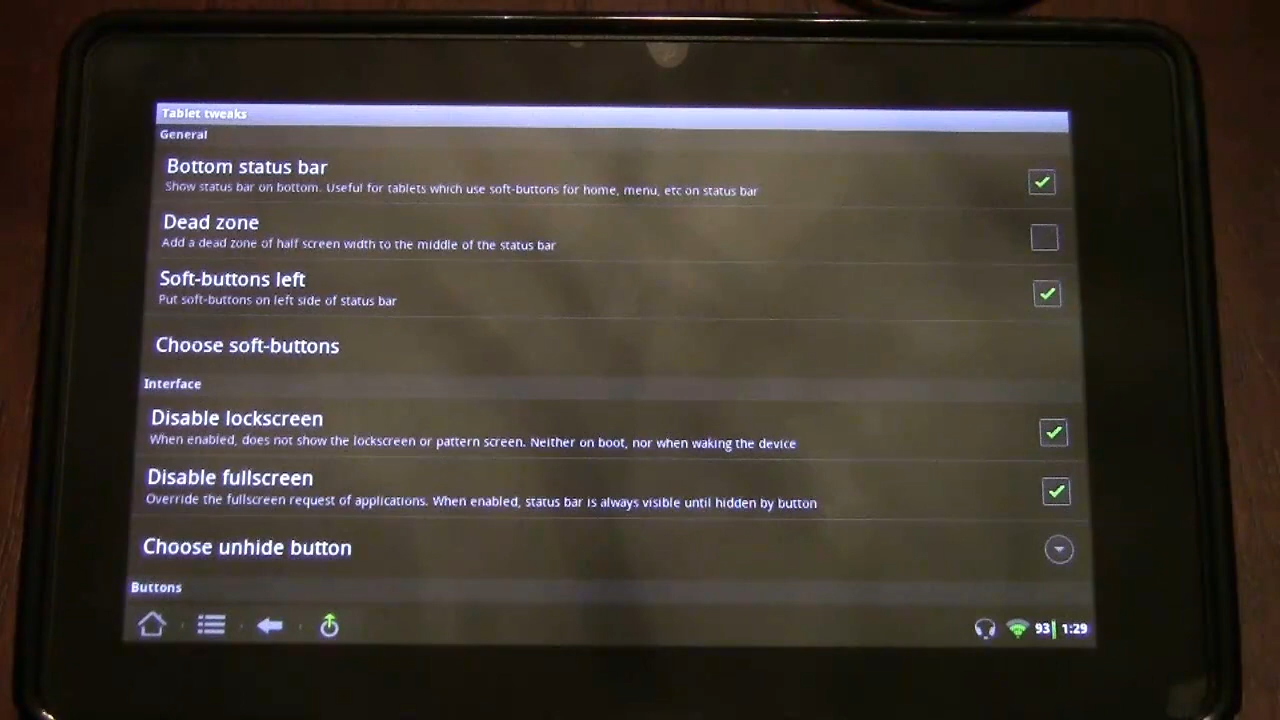 Tablet tweaks
General
Bottom status bar
Show status bar on bottom. Useful for tablets which use soft-buttons for home, menu, etc on status bar
Dead zone
Add a dead zone of half screen width to the middle of the status bar
Soft-buttons left
Put soft-buttons on left side of status bar
Choose soft-buttons
Interface
Disable lockscreen
When enabled, does not show the lockscreen or pattern screen. Neither on boot, nor when waking the device
Disable fullscreen
Override the fullscreen request of applications. When enabled, status bar is always visible until hidden by button
Choose unhide button
Buttons
93 1:29